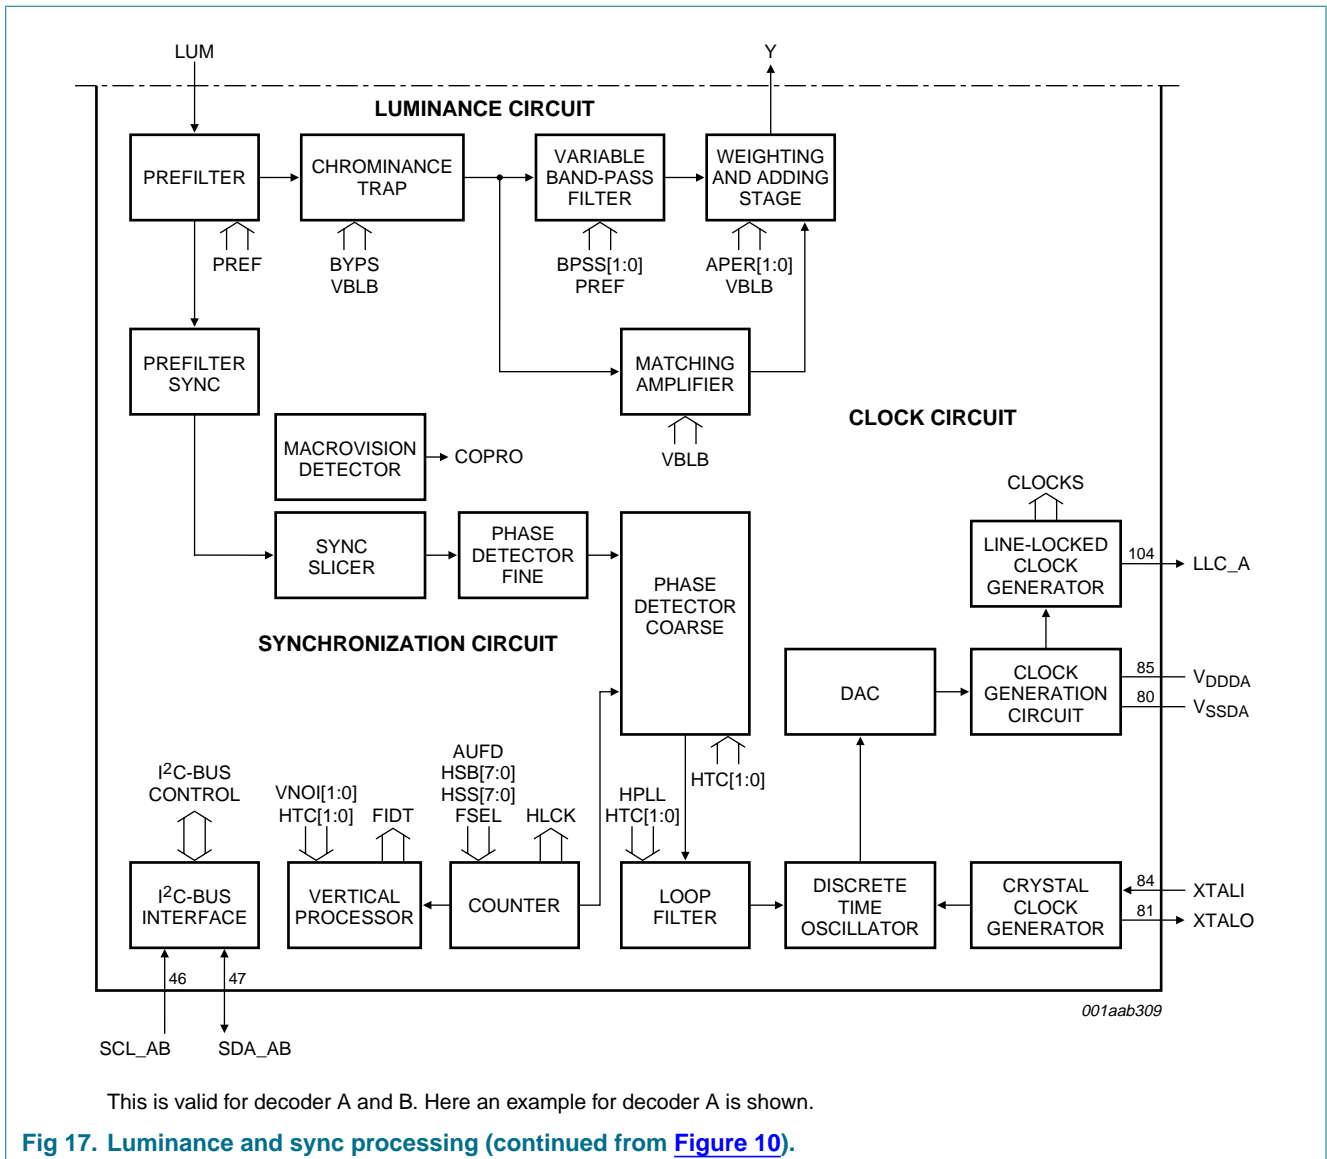 LUM
Y
LUMINANCE CIRCUIT
PREFILTER
CHROMINANCE
TRAP
VARIABLE
BAND-PASS
FILTER
WEIGHTING
AND ADDING
STAGE
PREF
BYPS
VBLB
BPSS[1:0]
PREF
APER[1:0]
VBLB
PREFILTER
SYNC
MATCHING
AMPLIFIER
VBLB
CLOCK CIRCUIT
MACROVISION
DETECTOR
COPRO
CLOCKS
SYNC
SLICER
PHASE
DETECTOR
FINE
PHASE
DETECTOR
COARSE
LINE-LOCKED
CLOCK
GENERATOR
104
LLC_A
SYNCHRONIZATION CIRCUIT
DAC
CLOCK
GENERATION
CIRCUIT
85
VDDDA
80
VSSDA
I2C-BUS
CONTROL
VNOI[1:0]
HTC[1:0]
FIDT
AUFD
HSB[7:0]
HSS[7:0]
FSEL
HLCK
HPLL
HTC[1:0]
HTC[1:0]
I2C-BUS
INTERFACE
VERTICAL
PROCESSOR
COUNTER
LOOP
FILTER
DISCRETE
TIME
OSCILLATOR
CRYSTAL
CLOCK
GENERATOR
84
XTALI
81
XTALO
46
47
SCL_AB
SDA_AB
001aab309
This is valid for decoder A and B. Here an example for decoder A is shown.
Fig 17. Luminance and sync processing (continued from Figure 10).